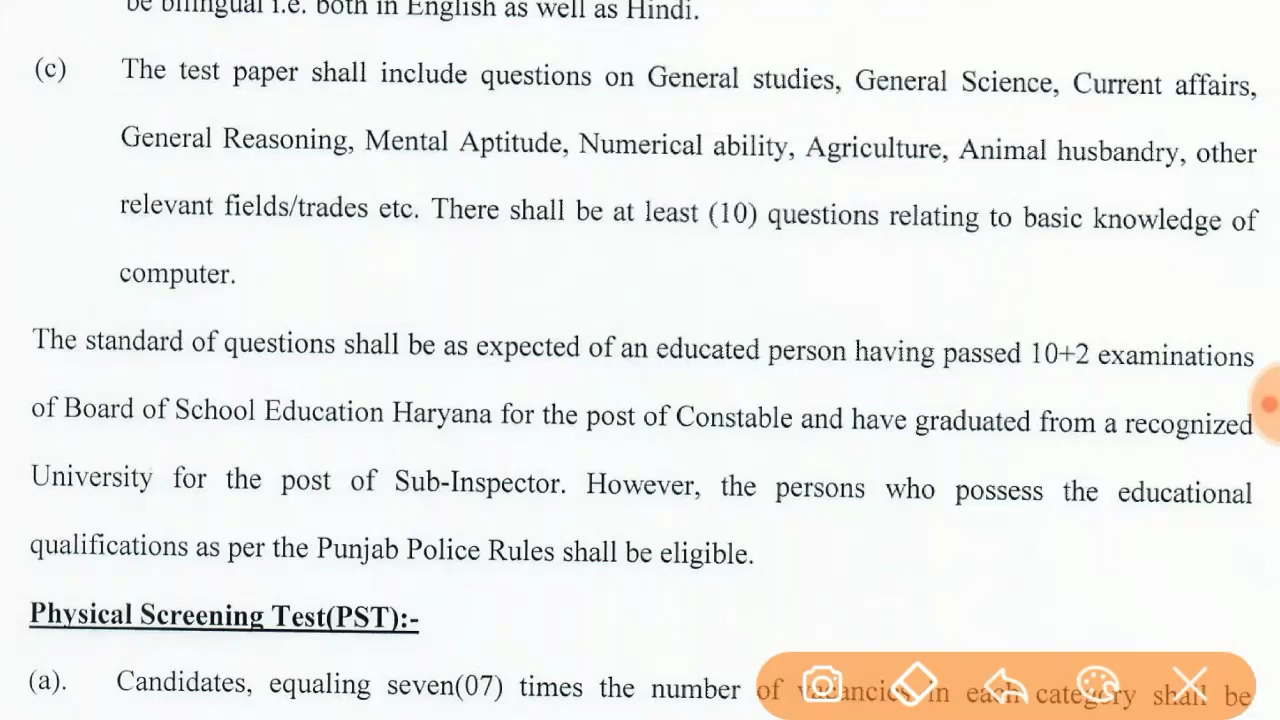 be bilingual i.e. both in English as well as Hindi.
(c) The test paper shall include questions on General studies, General Science, Current affairs,
General Reasoning, Mental Aptitude, Numerical ability, Agriculture, Animal husbandry, other
relevant fields/trades etc. There shall be at least (10) questions relating to basic knowledge of
computer.
The standard of questions shall be as expected of an educated person having passed 10+2 examinations
of Board of School Education Haryana for the post of Constable and have graduated from a recognized
University for the post of Sub-Inspector. However, the persons who possess the educational
qualifications as per the Punjab Police Rules shall be eligible.
Physical Screening Test(PST):-
(a). Candidates, equaling seven(07) times the number of vacancies in each category shall be